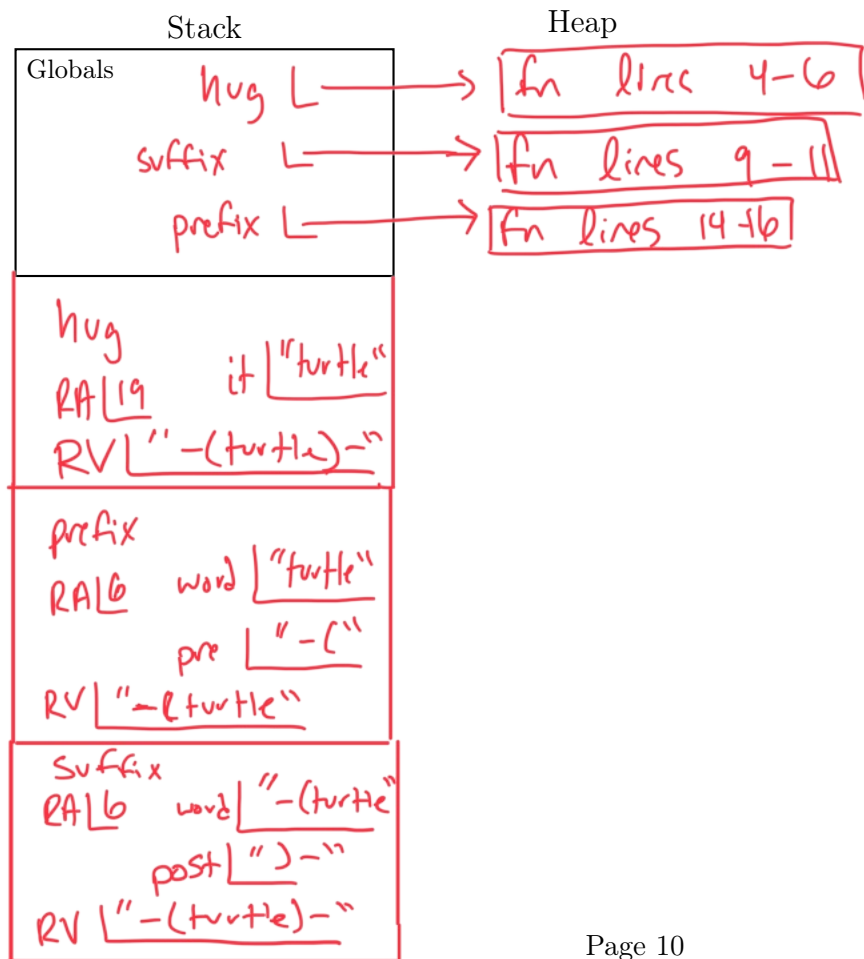 Stack Heap
Globals
hug fn lines 4-6
suffix fn lines 9-11
prefix fn lines 14-16
hug
RA 19 it "turtle"
RV "-(turtle)-"
prefix
RA 6 word "turtle"
pre "-("
RV "-(turtle"
suffix
RA 6 word "-(turtle"
post ")-"
RV "-(turtle)-"
Page 10